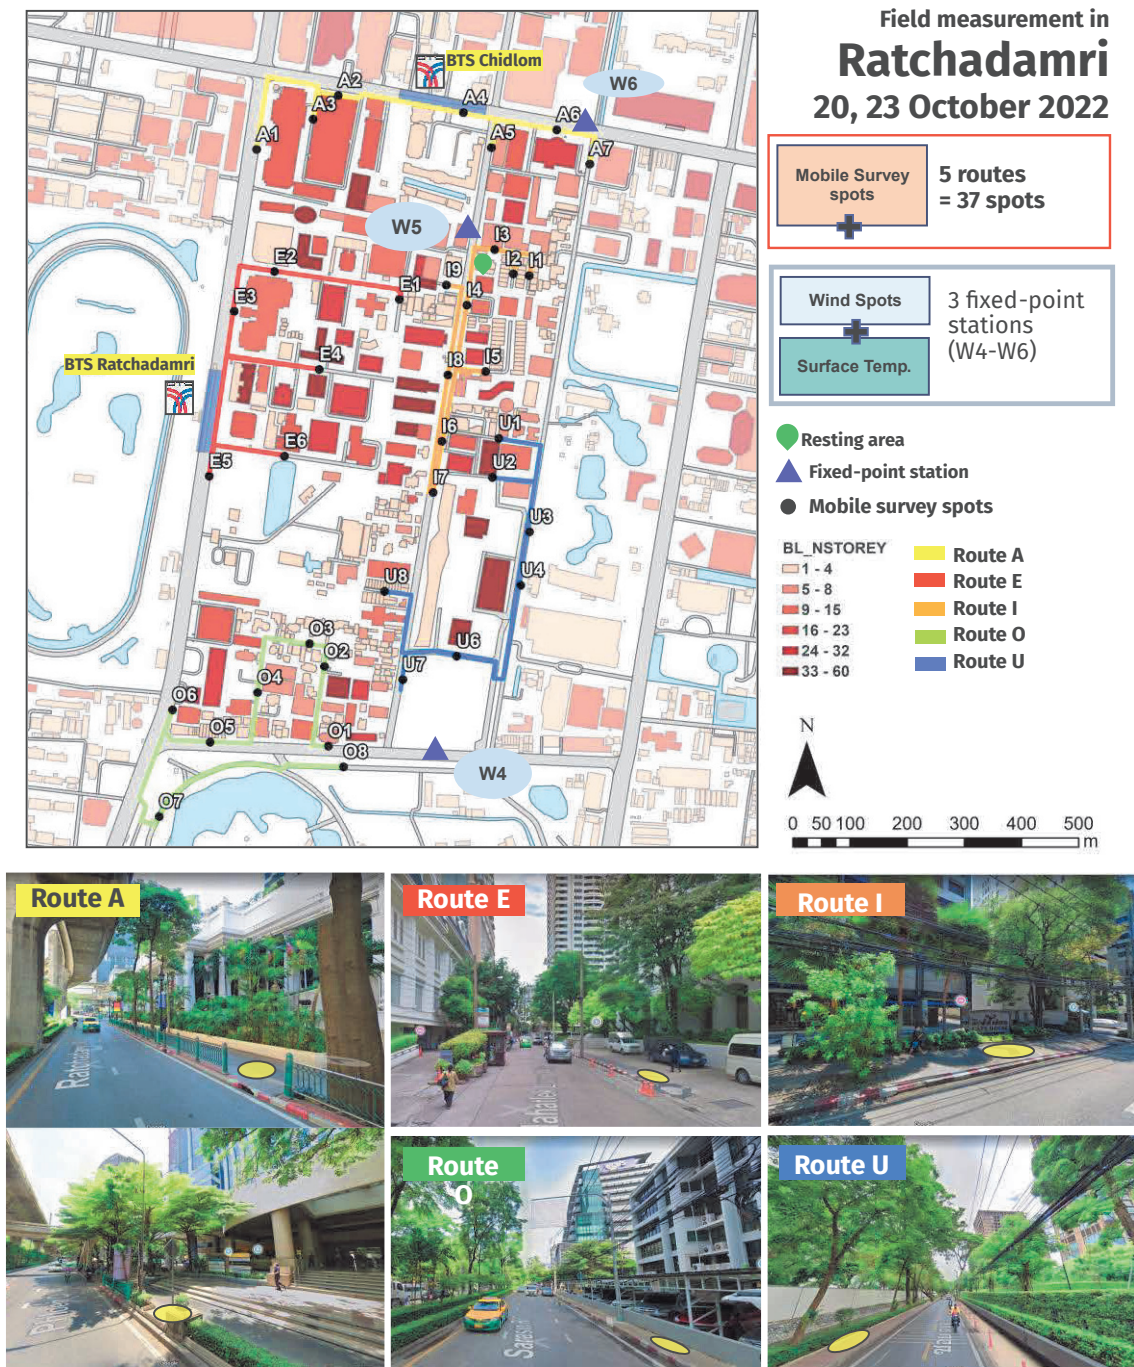 Field measurement in
Ratchadamri
20, 23 October 2022
Mobile Survey
spots
5 routes
= 37 spots
Wind Spots
Surface Temp.
3 fixed-point
stations
(W4-W6)
Resting area
Fixed-point station
Mobile survey spots
BL_NSTOREY
1 - 4
5 - 8
9 - 15
16 - 23
24 - 32
33 - 60
Route A
Route E
Route I
Route O
Route U
N
0 50 100 200 300 400 500
m
BTS Chidlom
W6
A2
A3
A4
A6
A1
A5
A7
W5
I3
E2
I9
I2
I1
E1
I4
E3
BTS Ratchadamri
E4
I8
I5
E6
I6
U1
E5
U2
I7
U3
U8
U4
O3
O2
U6
U7
O4
O6
O5
O1
O8
W4
O7
Route A
Route E
Route I
Route
O
Route U